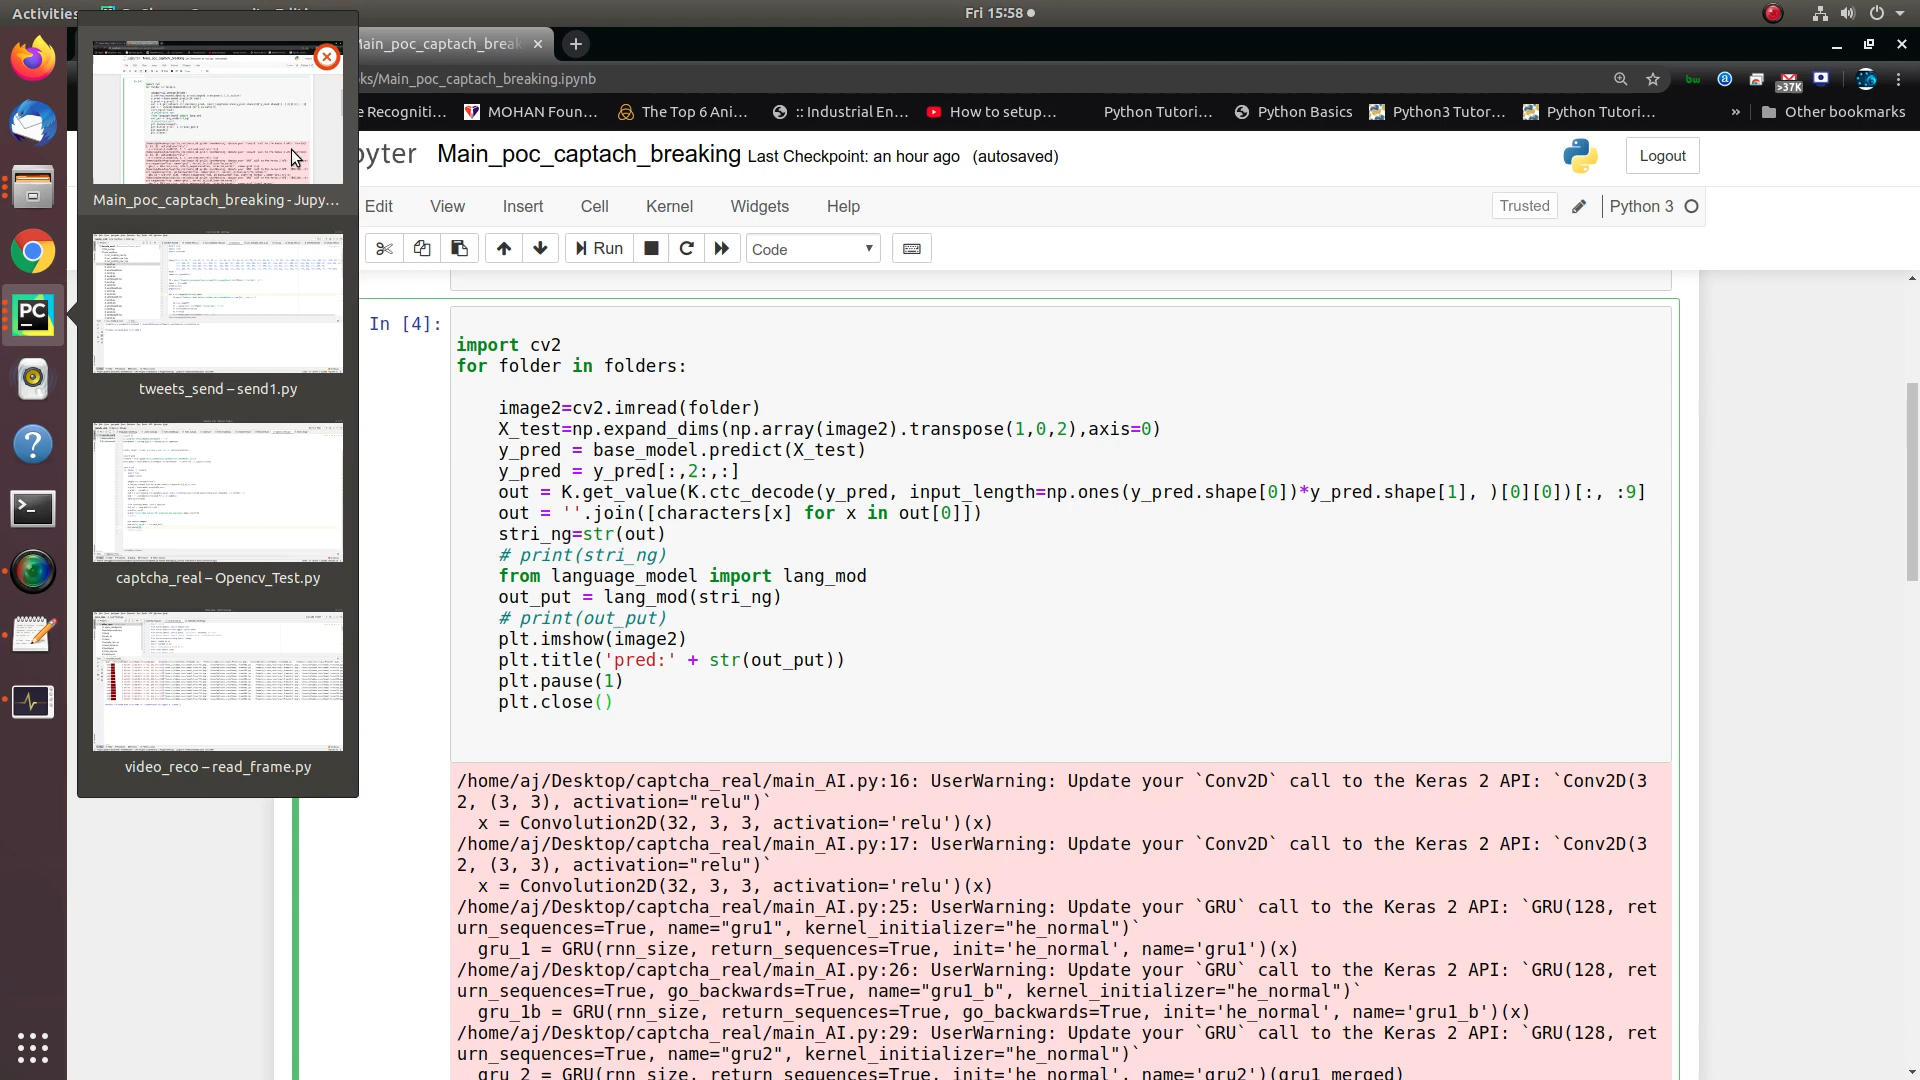 Activities
Fri 15:58
Main_poc_captach_break
ks/Main_poc_captach_breaking.ipynb
>37K
e Recogniti...
MOHAN Foun...
The Top 6 Ani...
:: Industrial En...
How to setup...
Python Tutori...
Python Basics
Python3 Tutor...
Python Tutori...
»
Other bookmarks
pyter
Main_poc_captach_breaking
Last Checkpoint: an hour ago
(autosaved)
Logout
Edit
View
Insert
Cell
Kernel
Widgets
Help
Trusted
Python 3
Run
Code
Main_poc_captach_breaking - Jupy...
tweets_send – send1.py
captcha_real – Opencv_Test.py
video_reco – read_frame.py
PC
In [4]:
import cv2
for folder in folders:
image2=cv2.imread(folder)
X_test=np.expand_dims(np.array(image2).transpose(1,0,2),axis=0)
y_pred = base_model.predict(X_test)
y_pred = y_pred[:,2:,:]
out = K.get_value(K.ctc_decode(y_pred, input_length=np.ones(y_pred.shape[0])*y_pred.shape[1], )[0][0])[:, :9]
out = ''.join([characters[x] for x in out[0]])
stri_ng=str(out)
# print(stri_ng)
from language_model import lang_mod
out_put = lang_mod(stri_ng)
# print(out_put)
plt.imshow(image2)
plt.title('pred:' + str(out_put))
plt.pause(1)
plt.close()
/home/aj/Desktop/captcha_real/main_AI.py:16: UserWarning: Update your `Conv2D` call to the Keras 2 API: `Conv2D(3
2, (3, 3), activation="relu")`
x = Convolution2D(32, 3, 3, activation='relu')(x)
/home/aj/Desktop/captcha_real/main_AI.py:17: UserWarning: Update your `Conv2D` call to the Keras 2 API: `Conv2D(3
2, (3, 3), activation="relu")`
x = Convolution2D(32, 3, 3, activation='relu')(x)
/home/aj/Desktop/captcha_real/main_AI.py:25: UserWarning: Update your `GRU` call to the Keras 2 API: `GRU(128, ret
urn_sequences=True, name="gru1", kernel_initializer="he_normal")`
gru_1 = GRU(rnn_size, return_sequences=True, init='he_normal', name='gru1')(x)
/home/aj/Desktop/captcha_real/main_AI.py:26: UserWarning: Update your `GRU` call to the Keras 2 API: `GRU(128, ret
urn_sequences=True, go_backwards=True, name="gru1_b", kernel_initializer="he_normal")`
gru_1b = GRU(rnn_size, return_sequences=True, go_backwards=True, init='he_normal', name='gru1_b')(x)
/home/aj/Desktop/captcha_real/main_AI.py:29: UserWarning: Update your `GRU` call to the Keras 2 API: `GRU(128, ret
urn_sequences=True, name="gru2", kernel_initializer="he_normal")`
gru_2 = GRU(rnn_size, return_sequences=True, init='he_normal', name='gru2')(gru1_merged)